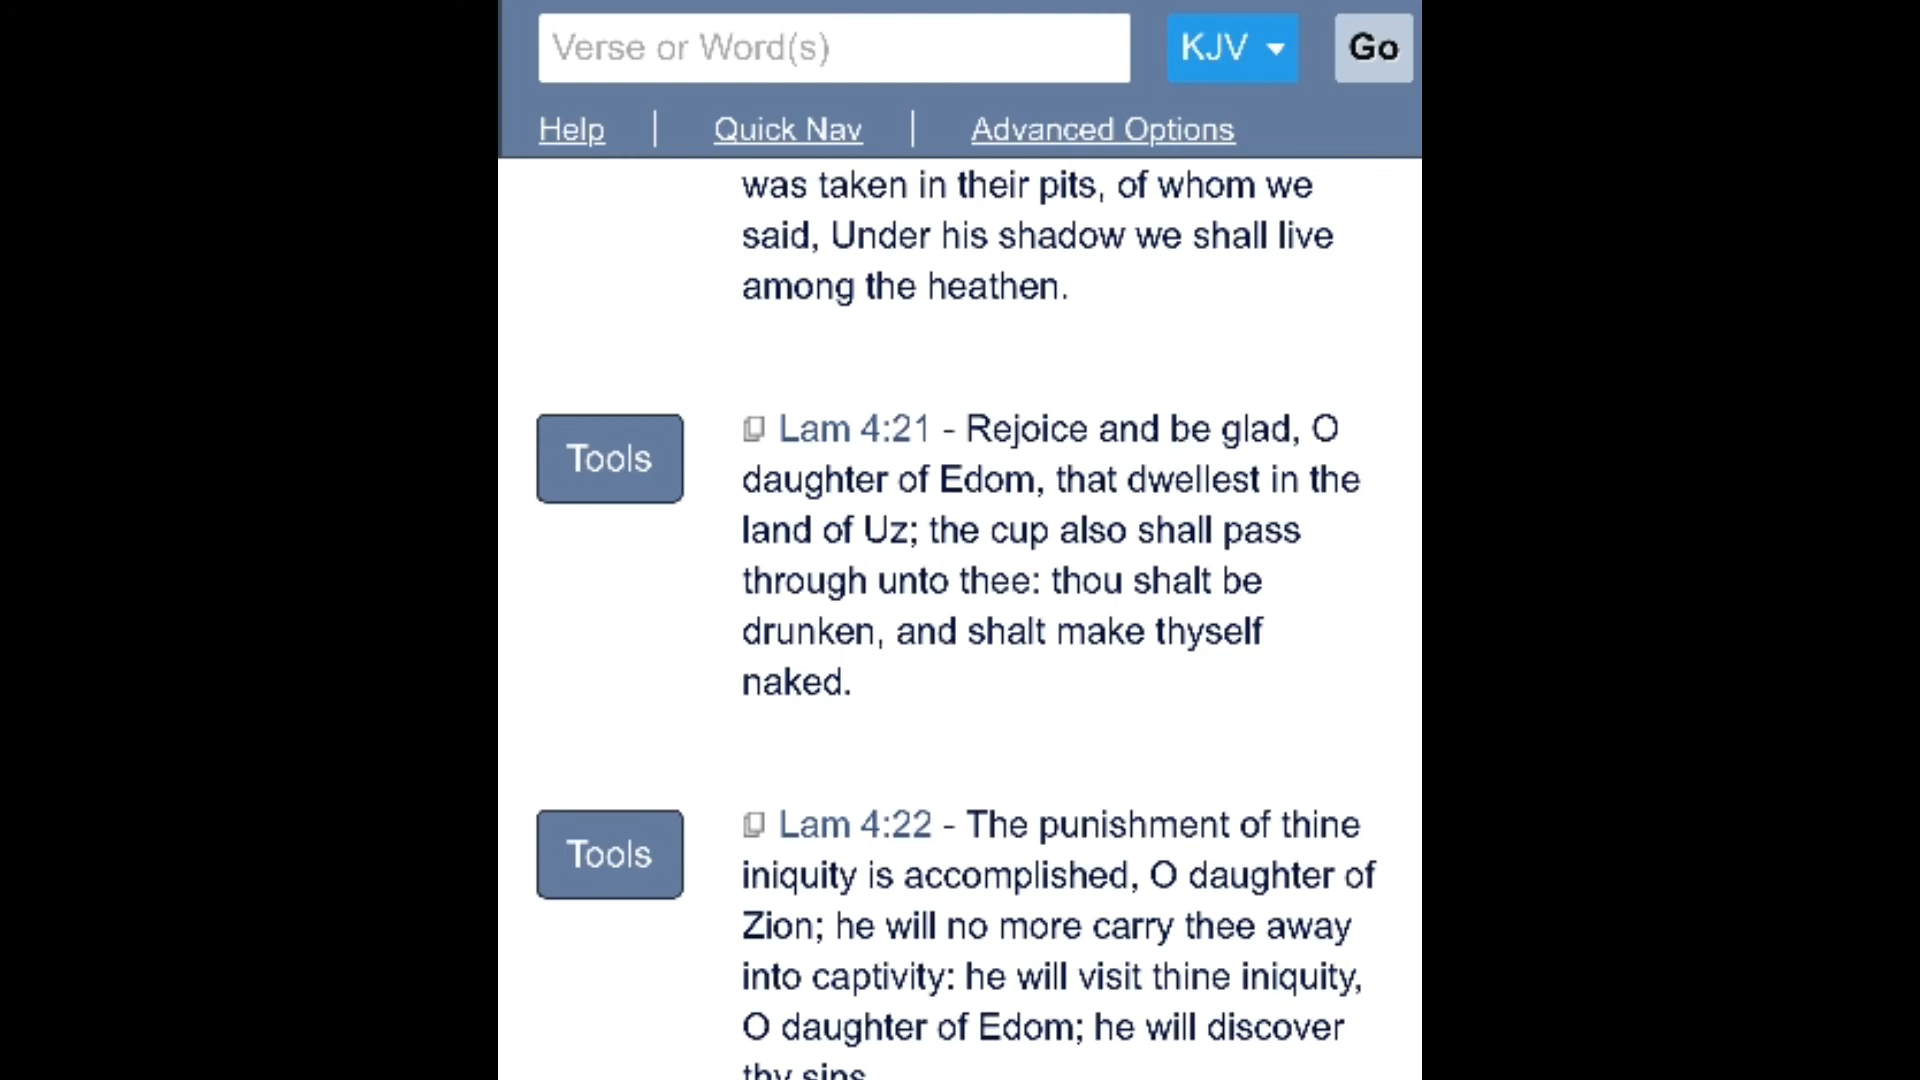 Verse or Word(s)
KJV
Go
Help | Quick Nav | Advanced Options
was taken in their pits, of whom we
said, Under his shadow we shall live
among the heathen.
Tools
Lam 4:21 - Rejoice and be glad, O
daughter of Edom, that dwellest in the
land of Uz; the cup also shall pass
through unto thee: thou shalt be
drunken, and shalt make thyself
naked.
Tools
Lam 4:22 - The punishment of thine
iniquity is accomplished, O daughter of
Zion; he will no more carry thee away
into captivity: he will visit thine iniquity,
O daughter of Edom; he will discover
thy sins